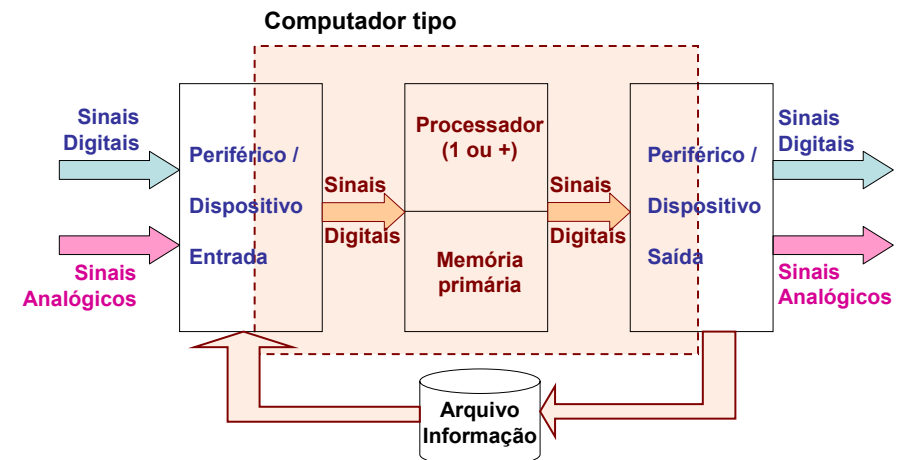 Computador tipo
Sinais
Digitais
Sinais
Analógicos
Periférico /
Dispositivo
Entrada
Sinais
Digitais
Processador
(1 ou +)
Memória
primária
Sinais
Digitais
Periférico /
Dispositivo
Saída
Sinais
Digitais
Sinais
Analógicos
Arquivo
Informação